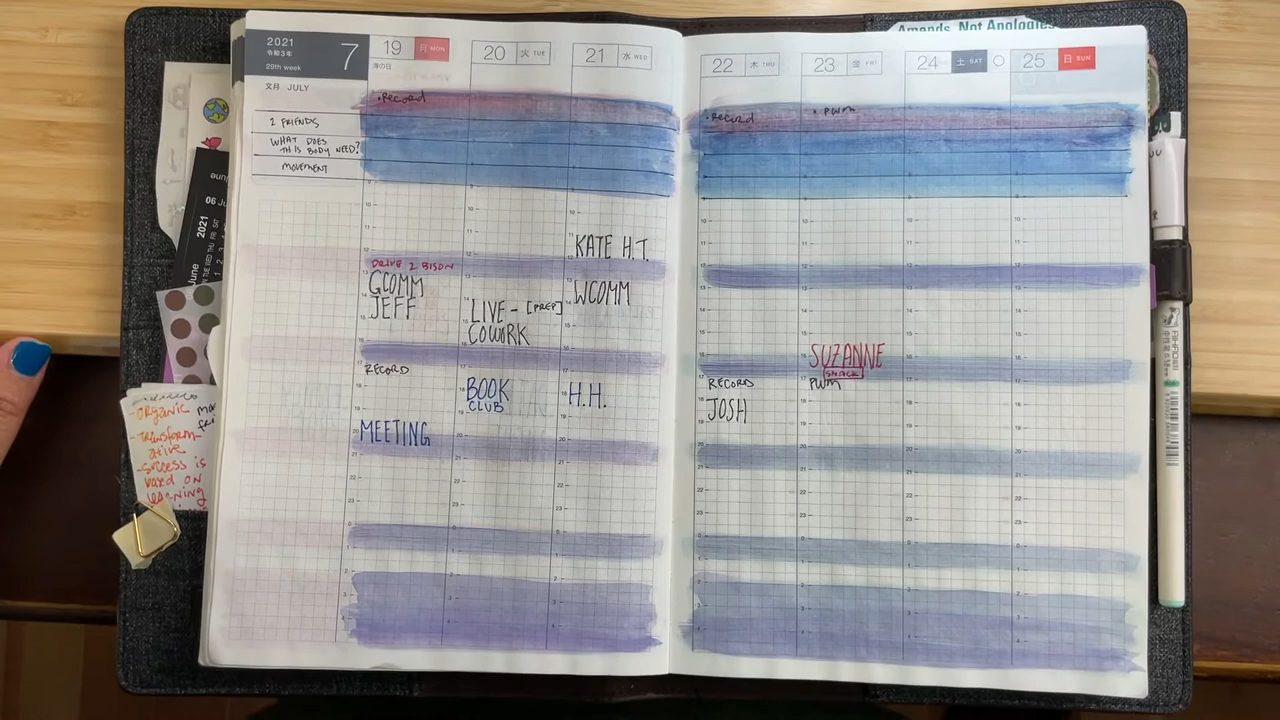 Amends, Not Apologies
2021
令和3年
29th week
7
19 月 MON
海の日
20 火 TUE
21 水 WED
22 木 THU
23 金 FRI
24 土 SAT
25 日 SUN
文月 JULY
2 FRIENDS
WHAT DOES
THIS BODY NEED?
MOVEMENT
• Record
• Record
• PWM
DRIVE 2 BISON
GCOMM
JEFF
RECORD
MEETING
LIVE - [PREP]
COWORK
BOOK
CLUB
KATE H.T.
WCOMM
H.H.
RECORD
JOSH
SUZANNE
SNACK
PWM
06
2021
June
- ORGANIC
- Transform-
ative
- Success is
based on
learning